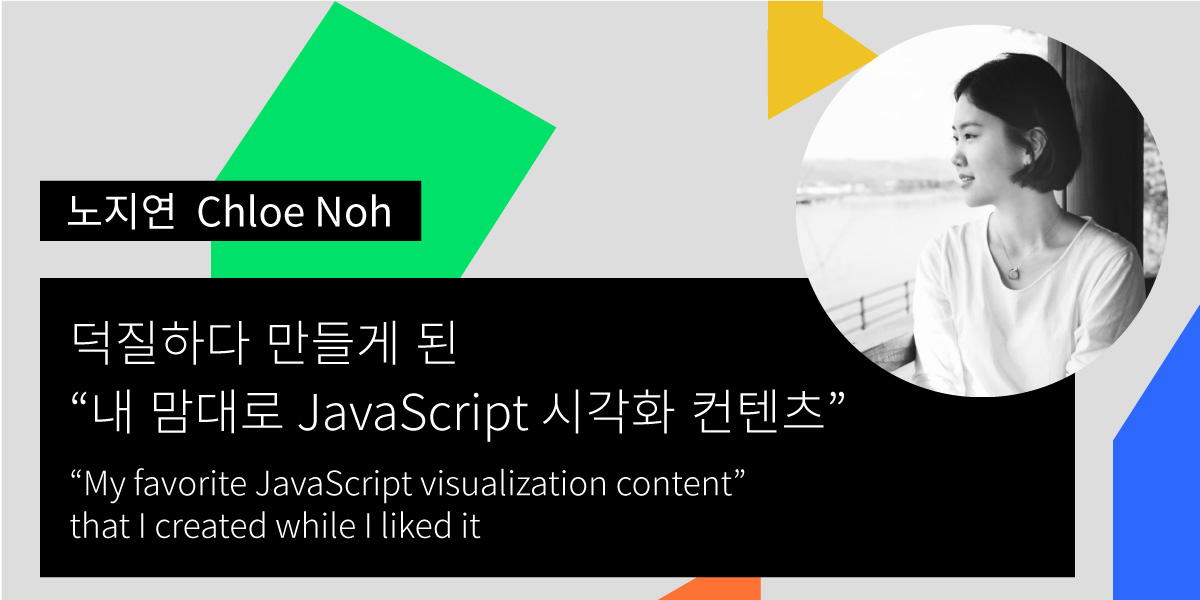 노지연 Chloe Noh
덕질하다 만들게 된
“내 맘대로 JavaScript 시각화 컨텐츠”
“My favorite JavaScript visualization content”
that I created while I liked it